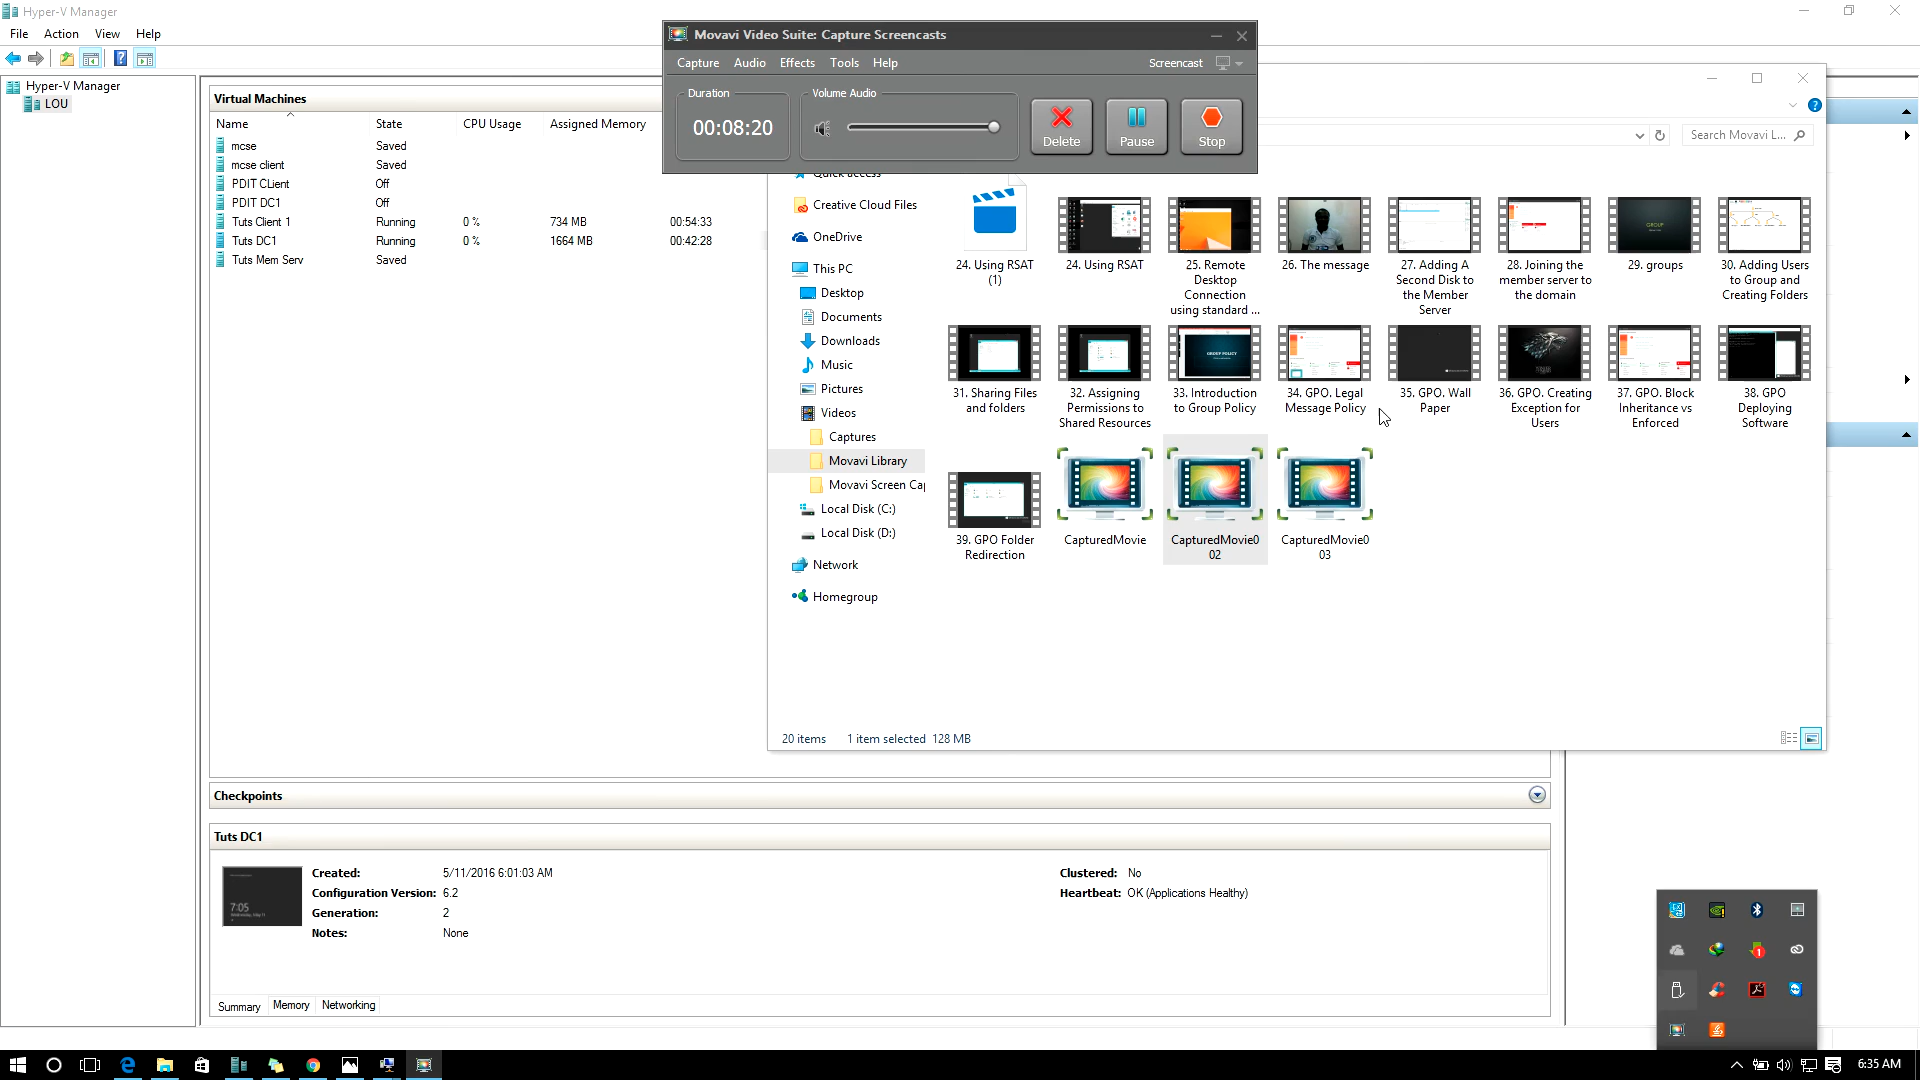 Hyper-V Manager
File Action View Help
Hyper-V Manager
LOU
Virtual Machines
Name State CPU Usage Assigned Memory
mcse Saved
mcse client Saved
PDIT CLient Off
PDIT DC1 Off
Tuts Client 1 Running 0 % 734 MB 00:54:33
Tuts DC1 Running 0 % 1664 MB 00:42:28
Tuts Mem Serv Saved
Movavi Video Suite: Capture Screencasts
Capture Audio Effects Tools Help Screencast
Duration
00:08:20
Volume Audio
Delete
Pause
Stop
Search Movavi L...
Quick access
Creative Cloud Files
OneDrive
This PC
Desktop
Documents
Downloads
Music
Pictures
Videos
Captures
Movavi Library
Movavi Screen Cap
Local Disk (C:)
Local Disk (D:)
Network
Homegroup
24. Using RSAT
(1)
24. Using RSAT
25. Remote
Desktop
Connection
using standard ...
26. The message
27. Adding A
Second Disk to
the Member
Server
28. Joining the
member server to
the domain
29. groups
30. Adding Users
to Group and
Creating Folders
31. Sharing Files
and folders
32. Assigning
Permissions to
Shared Resources
33. Introduction
to Group Policy
34. GPO. Legal
Message Policy
35. GPO. Wall
Paper
36. GPO. Creating
Exception for
Users
37. GPO. Block
Inheritance vs
Enforced
38. GPO
Deploying
Software
39. GPO Folder
Redirection
CapturedMovie
CapturedMovie0
02
CapturedMovie0
03
20 items 1 item selected 128 MB
Checkpoints
Tuts DC1
7:05
Created: 5/11/2016 6:01:03 AM
Configuration Version: 6.2
Generation: 2
Notes: None
Clustered: No
Heartbeat: OK (Applications Healthy)
Summary Memory Networking
6:35 AM